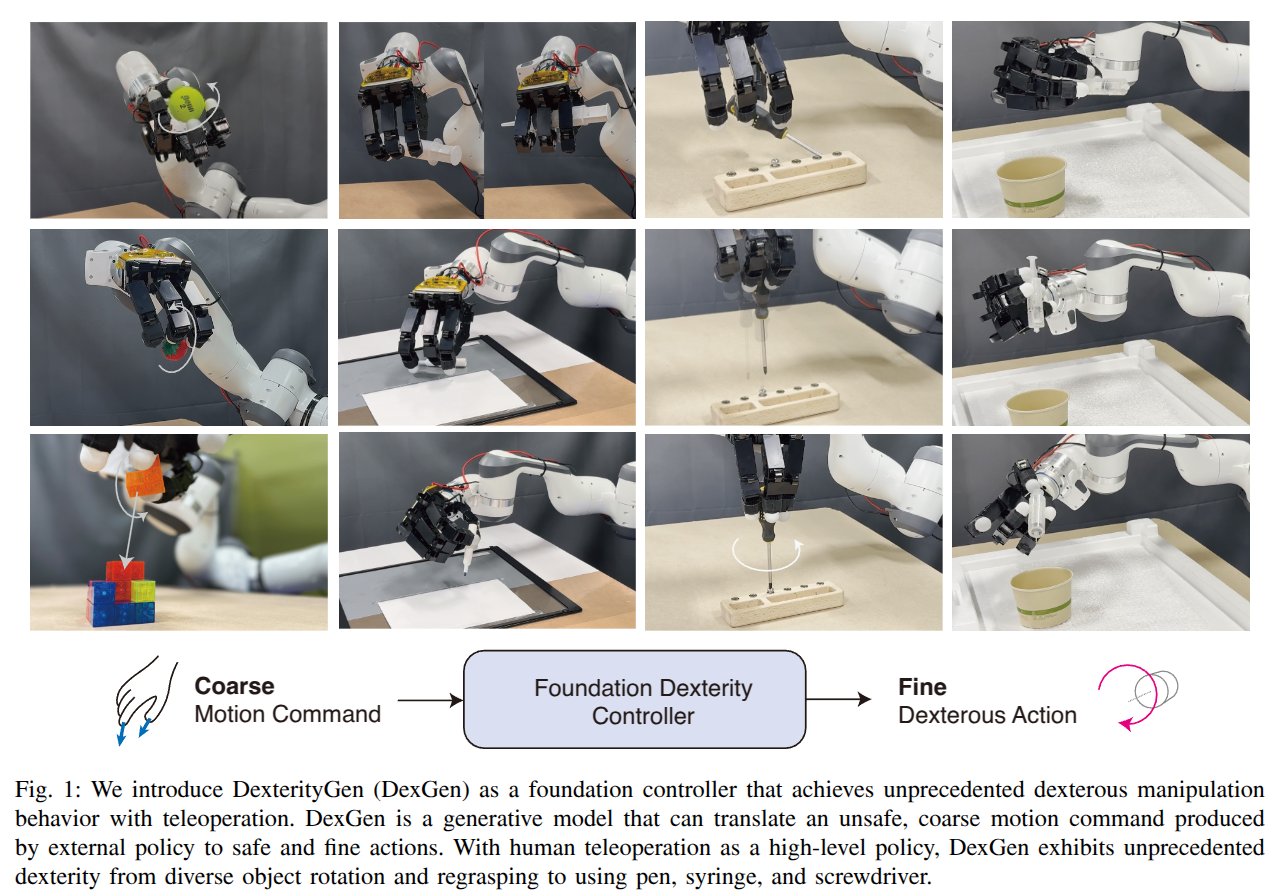 Coarse
Motion Command
Foundation Dexterity
Controller
Fine
Dexterous Action
Fig. 1: We introduce DexterityGen (DexGen) as a foundation controller that achieves unprecedented dexterous manipulation
behavior with teleoperation. DexGen is a generative model that can translate an unsafe, coarse motion command produced
by external policy to safe and fine actions. With human teleoperation as a high-level policy, DexGen exhibits unprecedented
dexterity from diverse object rotation and regrasping to using pen, syringe, and screwdriver.